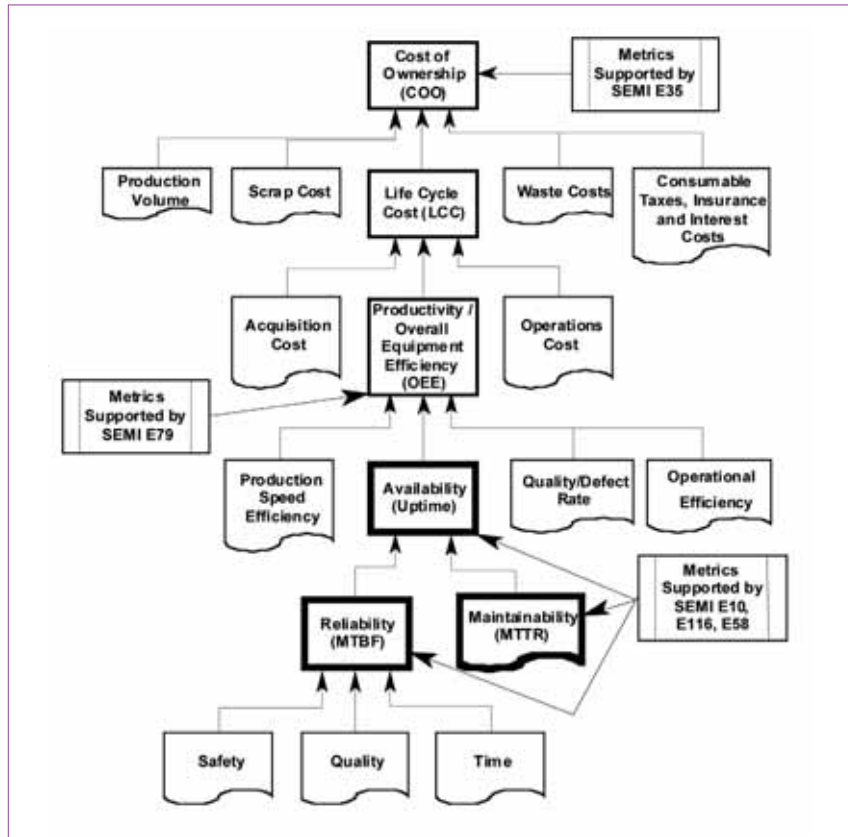 Cost of
Ownership
(COO)
Metrics
Supported by
SEMI E35
Production
Volume
Scrap Cost
Life Cycle
Cost (LCC)
Waste Costs
Consumable
Taxes, Insurance
and Interest
Costs
Acquisition
Cost
Productivity /
Overall
Equipment
Efficiency
(OEE)
Operations
Cost
Metrics
Supported by
SEMI E79
Production
Speed
Efficiency
Availability
(Uptime)
Quality/Defect
Rate
Operational
Efficiency
Reliability
(MTBF)
Maintainability
(MTTR)
Metrics
Supported by
SEMI E10,
E116, E58
Safety
Quality
Time